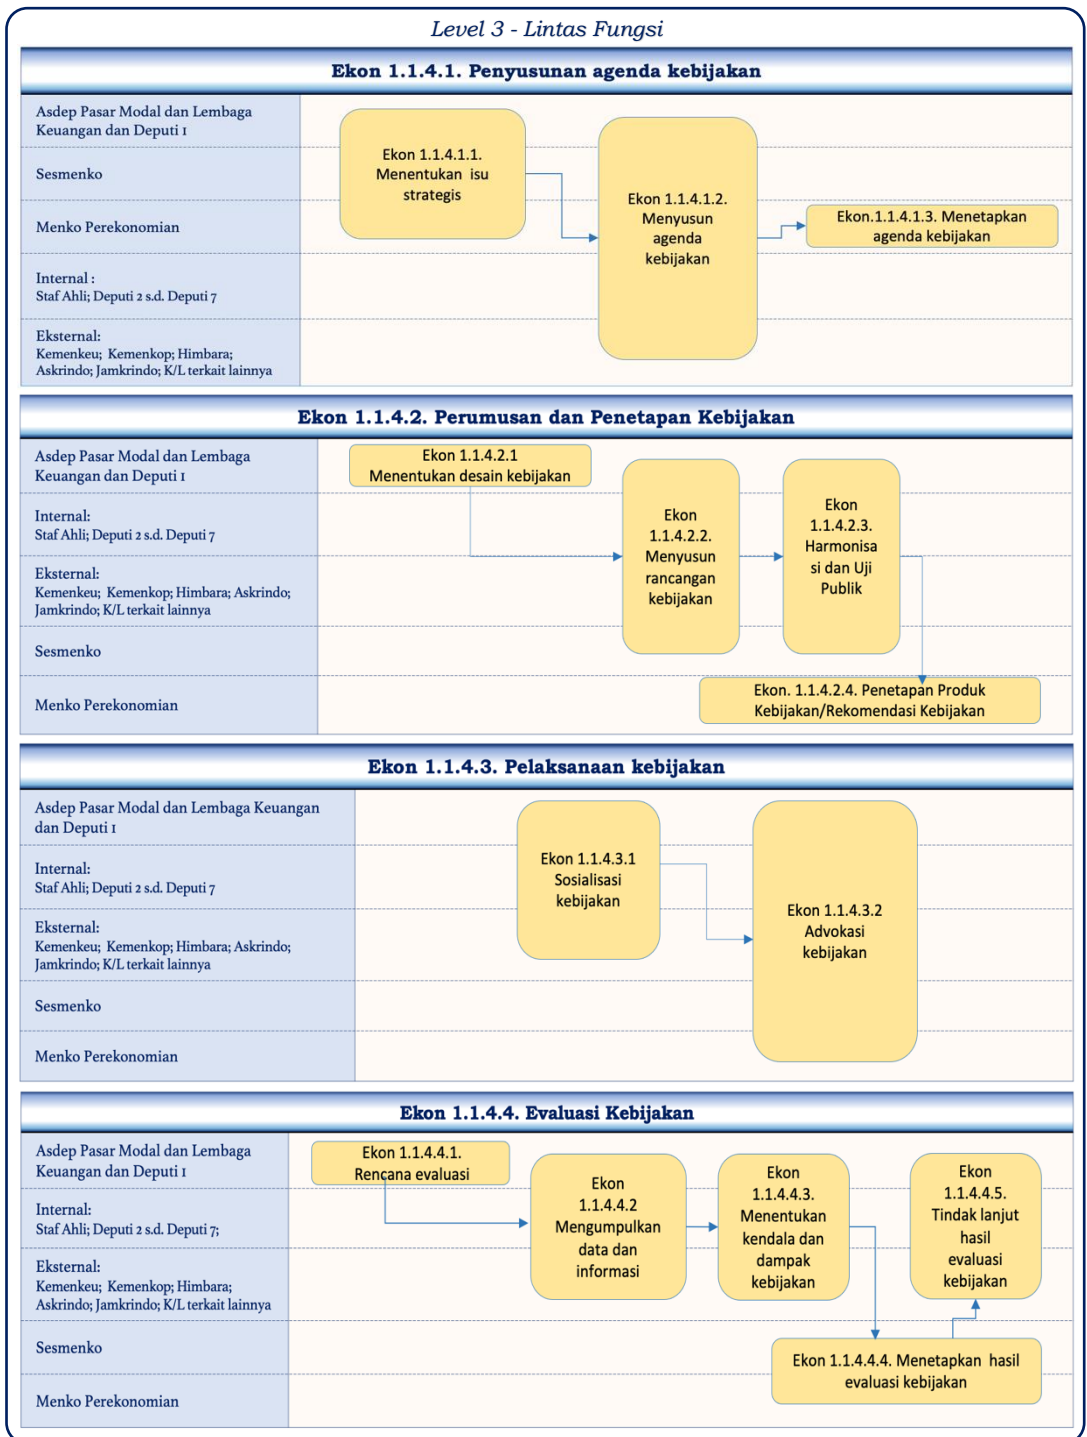 Level 3 - Lintas Fungsi
Ekon 1.1.4.1. Penyusunan agenda kebijakan
Asdep Pasar Modal dan Lembaga
Keuangan dan Deputi 1
Sesmenko
Menko Perekonomian
Internal :
Staf Ahli; Deputi 2 s.d. Deputi 7
Eksternal:
Kemenkeu; Kemenkop; Himbara;
Askrindo; Jamkrindo; K/L terkait lainnya
Ekon 1.1.4.1.1.
Menentukan isu
strategis
Ekon 1.1.4.1.2.
Menyusun
agenda
kebijakan
Ekon.1.1.4.1.3. Menetapkan
agenda kebijakan
Ekon 1.1.4.2. Perumusan dan Penetapan Kebijakan
Asdep Pasar Modal dan Lembaga
Keuangan dan Deputi 1
Internal:
Staf Ahli; Deputi 2 s.d. Deputi 7
Eksternal:
Kemenkeu; Kemenkop; Himbara; Askrindo;
Jamkrindo; K/L terkait lainnya
Sesmenko
Menko Perekonomian
Ekon 1.1.4.2.1
Menentukan desain kebijakan
Ekon
1.1.4.2.2.
Menyusun
rancangan
kebijakan
Ekon
1.1.4.2.3.
Harmonisa
si dan Uji
Publik
Ekon. 1.1.4.2.4. Penetapan Produk
Kebijakan/Rekomendasi Kebijakan
Ekon 1.1.4.3. Pelaksanaan kebijakan
Asdep Pasar Modal dan Lembaga Keuangan
dan Deputi 1
Internal:
Staf Ahli; Deputi 2 s.d. Deputi 7
Eksternal:
Kemenkeu; Kemenkop; Himbara; Askrindo;
Jamkrindo; K/L terkait lainnya
Sesmenko
Menko Perekonomian
Ekon 1.1.4.3.1
Sosialisasi
kebijakan
Ekon 1.1.4.3.2
Advokasi
kebijakan
Ekon 1.1.4.4. Evaluasi Kebijakan
Asdep Pasar Modal dan Lembaga
Keuangan dan Deputi 1
Internal:
Staf Ahli; Deputi 2 s.d. Deputi 7;
Eksternal:
Kemenkeu; Kemenkop; Himbara;
Askrindo; Jamkrindo; K/L terkait lainnya
Sesmenko
Menko Perekonomian
Ekon 1.1.4.4.1.
Rencana evaluasi
Ekon
1.1.4.4.2
Mengumpulkan
data dan
informasi
Ekon
1.1.4.4.3.
Menentukan
kendala dan
dampak
kebijakan
Ekon
1.1.4.4.5.
Tindak lanjut
hasil
evaluasi
kebijakan
Ekon 1.1.4.4.4. Menetapkan hasil
evaluasi kebijakan